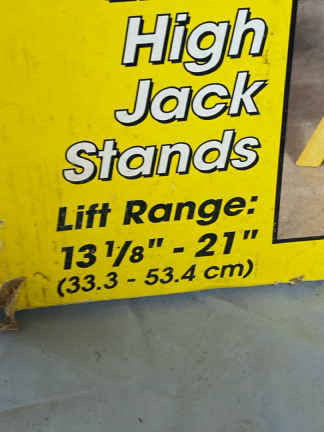 High
Jack
Stands
Lift Range:
13 1/8" - 21"
(33.3 - 53.4 cm)